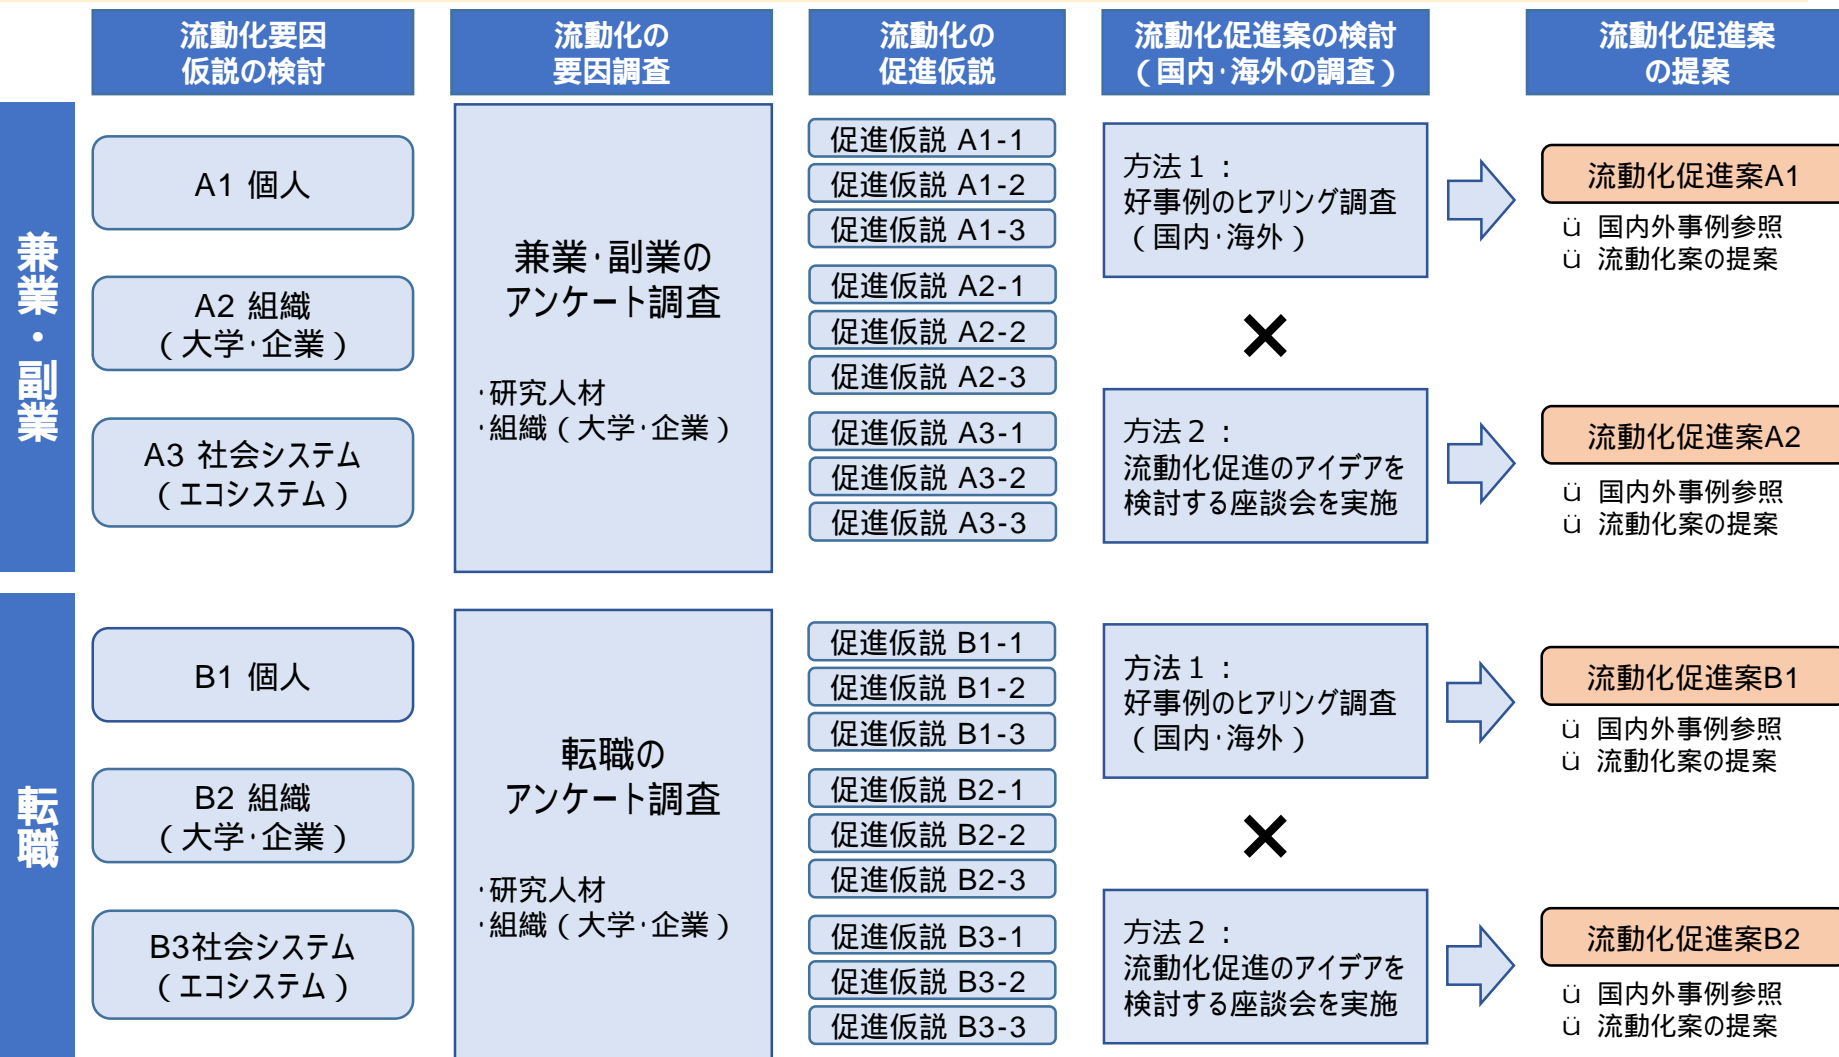 流動化要因
仮説の検討
流動化の
要因調査
流動化の
促進仮説
流動化促進案の検討
（国内･海外の調査）
流動化促進案
の提案
兼業・副業
A1 個人
A2 組織
（大学･企業）
A3 社会システム
（エコシステム）
兼業･副業の
アンケート調査
･研究人材
･組織（大学･企業）
促進仮説 A1-1
促進仮説 A1-2
促進仮説 A1-3
促進仮説 A2-1
促進仮説 A2-2
促進仮説 A2-3
促進仮説 A3-1
促進仮説 A3-2
促進仮説 A3-3
方法１：
好事例のヒアリング調査
（国内･海外）
×
方法２：
流動化促進のアイデアを
検討する座談会を実施
流動化促進案A1
ü 国内外事例参照
ü 流動化案の提案
流動化促進案A2
ü 国内外事例参照
ü 流動化案の提案
転職
B1 個人
B2 組織
（大学･企業）
B3社会システム
（エコシステム）
転職の
アンケート調査
･研究人材
･組織（大学･企業）
促進仮説 B1-1
促進仮説 B1-2
促進仮説 B1-3
促進仮説 B2-1
促進仮説 B2-2
促進仮説 B2-3
促進仮説 B3-1
促進仮説 B3-2
促進仮説 B3-3
方法１：
好事例のヒアリング調査
（国内･海外）
×
方法２：
流動化促進のアイデアを
検討する座談会を実施
流動化促進案B1
ü 国内外事例参照
ü 流動化案の提案
流動化促進案B2
ü 国内外事例参照
ü 流動化案の提案